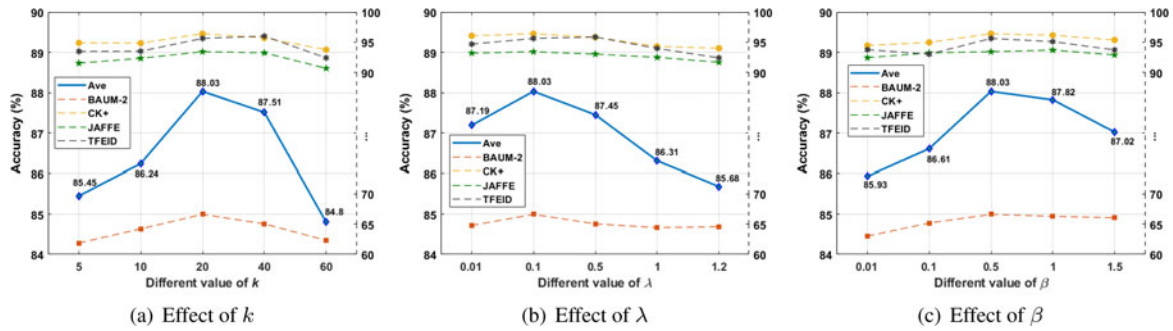 90
89
88
87
86
85
84
Accuracy (%)
100
95
90
...
70
65
60
Ave
BAUM-2
CK+
JAFFE
TFEID
85.45
86.24
88.03
87.51
84.8
5 10 20 40 60
Different value of k
(a) Effect of k
90
89
88
87
86
85
84
Accuracy (%)
100
95
90
...
70
65
60
Ave
BAUM-2
CK+
JAFFE
TFEID
87.19
88.03
87.45
86.31
85.68
0.01 0.1 0.5 1 1.2
Different value of λ
(b) Effect of λ
90
89
88
87
86
85
84
Accuracy (%)
100
95
90
...
70
65
60
Ave
BAUM-2
CK+
JAFFE
TFEID
85.93
86.61
88.03
87.82
87.02
0.01 0.1 0.5 1 1.5
Different value of β
(c) Effect of β